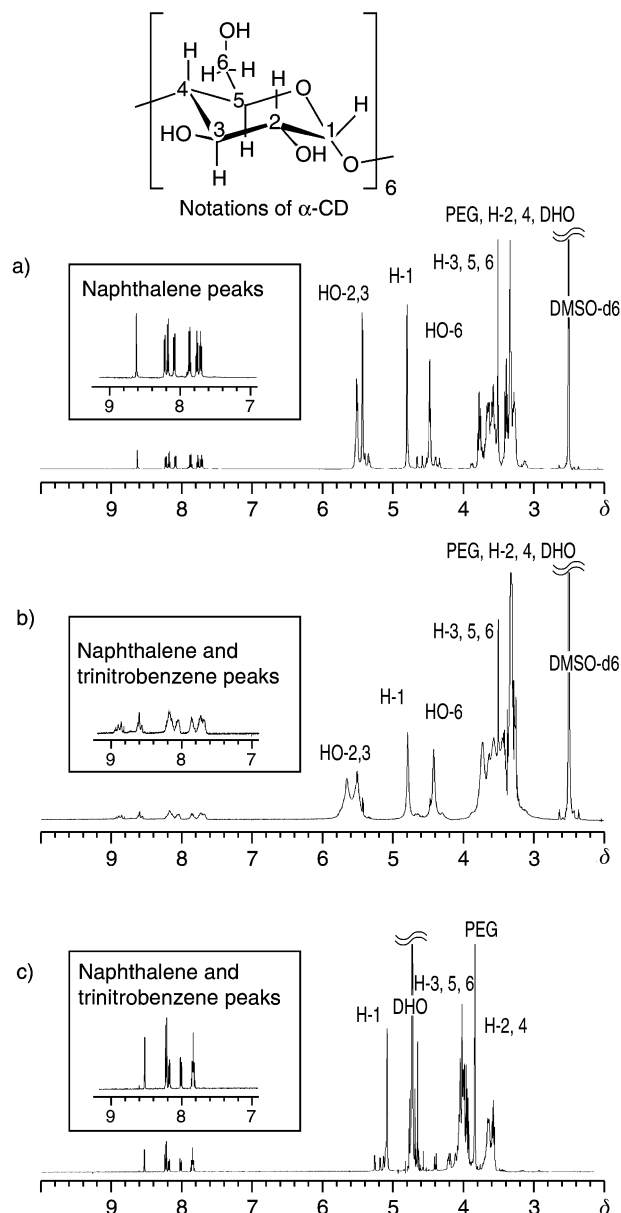 OH
H
6
H
H
H
O
4
5
H
2
1
HO
3
H
OH
O
H
6
Notations of α-CD
a)
Naphthalene peaks
9 8 7
HO-2,3
H-1
HO-6
PEG, H-2, 4, DHO
H-3, 5, 6
DMSO-d6
9 8 7 6 5 4 3 δ
b)
Naphthalene and
trinitrobenzene peaks
9 8 7
HO-2,3
H-1
HO-6
PEG, H-2, 4, DHO
H-3, 5, 6
DMSO-d6
9 8 7 6 5 4 3 δ
c)
Naphthalene and
trinitrobenzene peaks
9 8 7
H-1
DHO
H-3, 5, 6
PEG
H-2, 4
9 8 7 6 5 4 3 δ